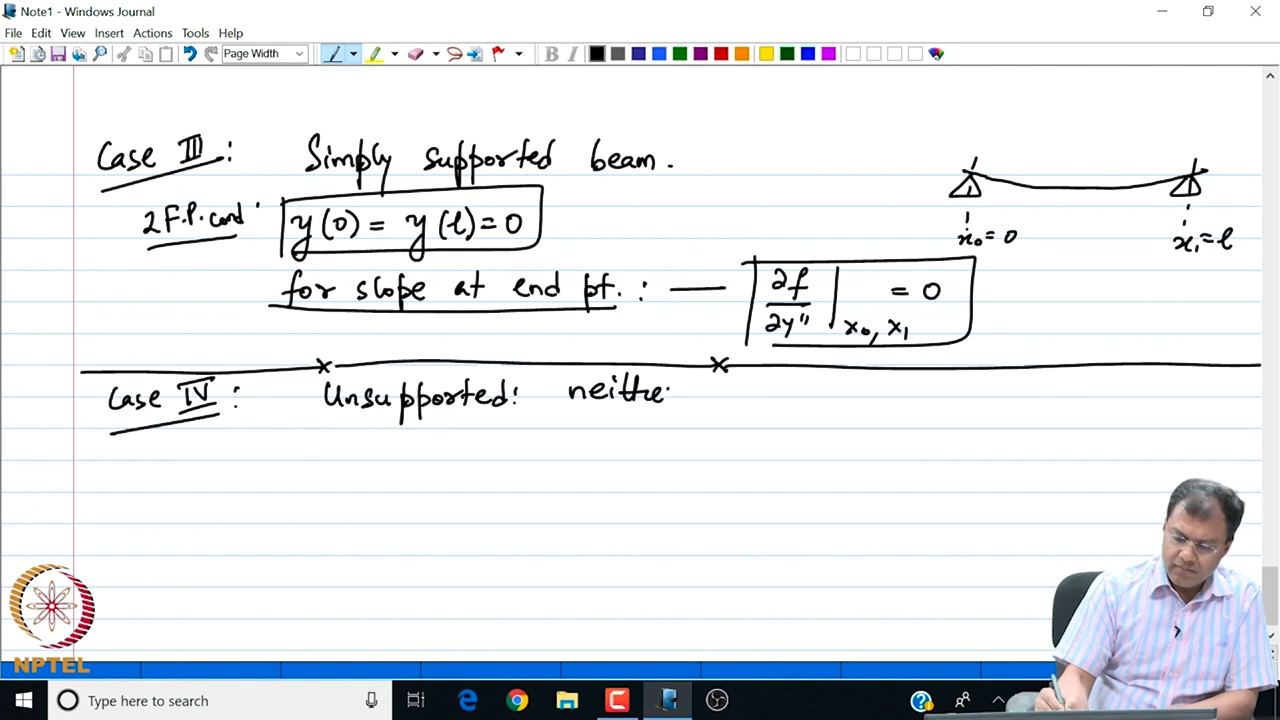 Note1 - Windows Journal
File Edit View Insert Actions Tools Help
Page Width
B I
Case III: Simply supported beam.
2 F.P. cond. y(0) = y(l) = 0
x₀ = 0 x₁ = l
for slope at end pt. : — ∂f/∂y" | x₀, x₁ = 0
Case IV: Unsupported: neithe
NPTEL
Type here to search